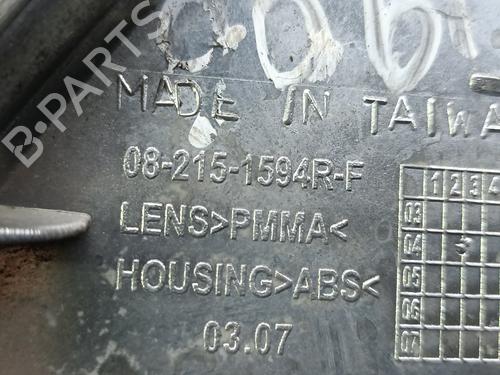 MADE IN TAIWA
08-215-1594R-F
LENS>PMMA<
HOUSING>ABS<
03.07
1 2 3 4
03
04
05
06
07
B-PARTS